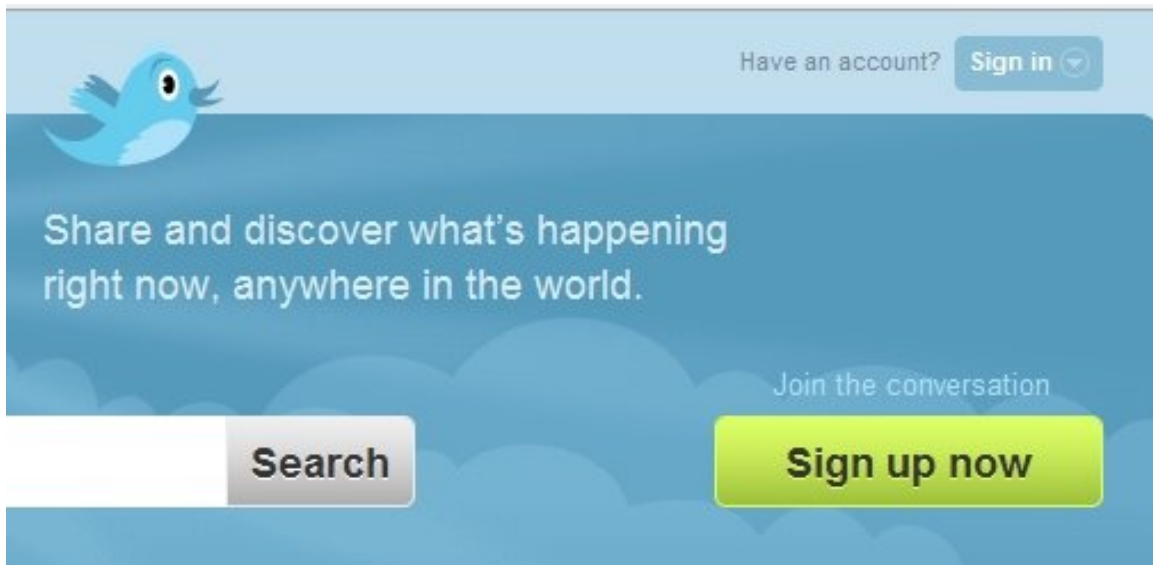 Have an account? Sign in
Share and discover what's happening
right now, anywhere in the world.
Join the conversation
Search
Sign up now